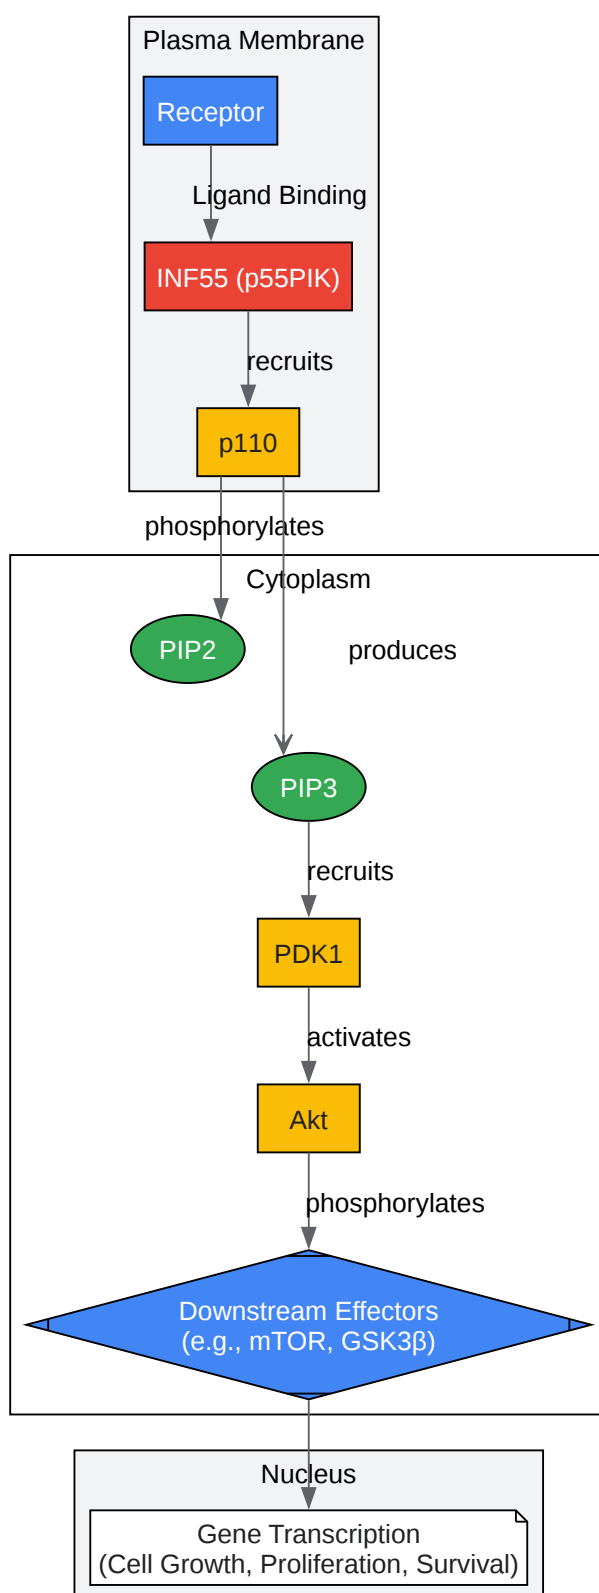 Plasma Membrane
Receptor
Ligand Binding
INF55 (p55PIK)
recruits
p110
phosphorylates
Cytoplasm
PIP2
produces
PIP3
recruits
PDK1
activates
Akt
phosphorylates
Downstream Effectors
(e.g., mTOR, GSK3β)
Nucleus
Gene Transcription
(Cell Growth, Proliferation, Survival)